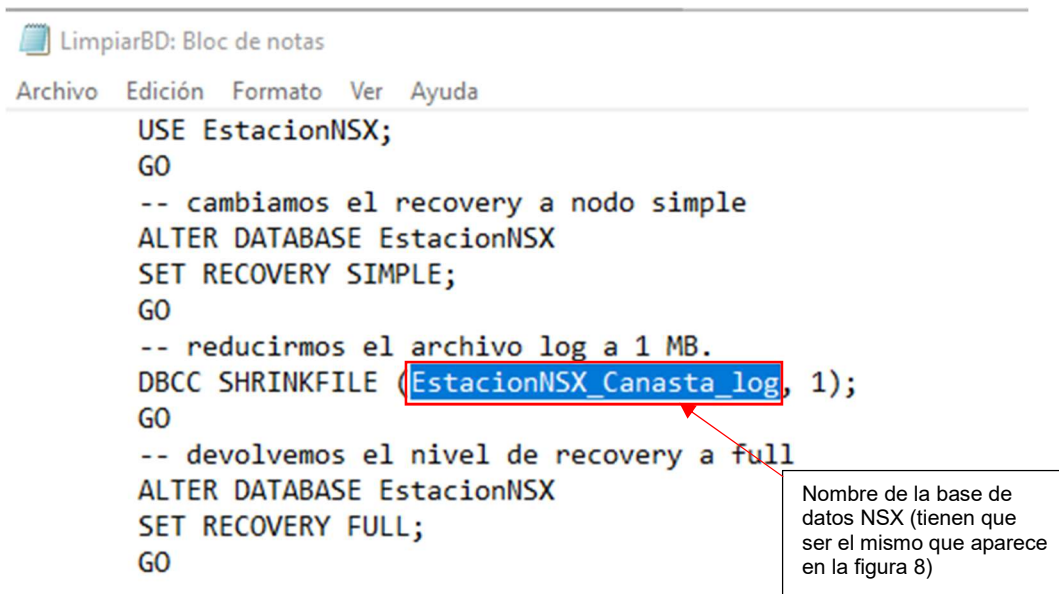 LimpiarBD: Bloc de notas
Archivo Edición Formato Ver Ayuda
USE EstacionNSX;
GO
-- cambiamos el recovery a nodo simple
ALTER DATABASE EstacionNSX
SET RECOVERY SIMPLE;
GO
-- reducirmos el archivo log a 1 MB.
DBCC SHRINKFILE (EstacionNSX_Canasta_log, 1);
GO
-- devolvemos el nivel de recovery a full
ALTER DATABASE EstacionNSX
SET RECOVERY FULL;
GO
Nombre de la base de
datos NSX (tienen que
ser el mismo que aparece
en la figura 8)